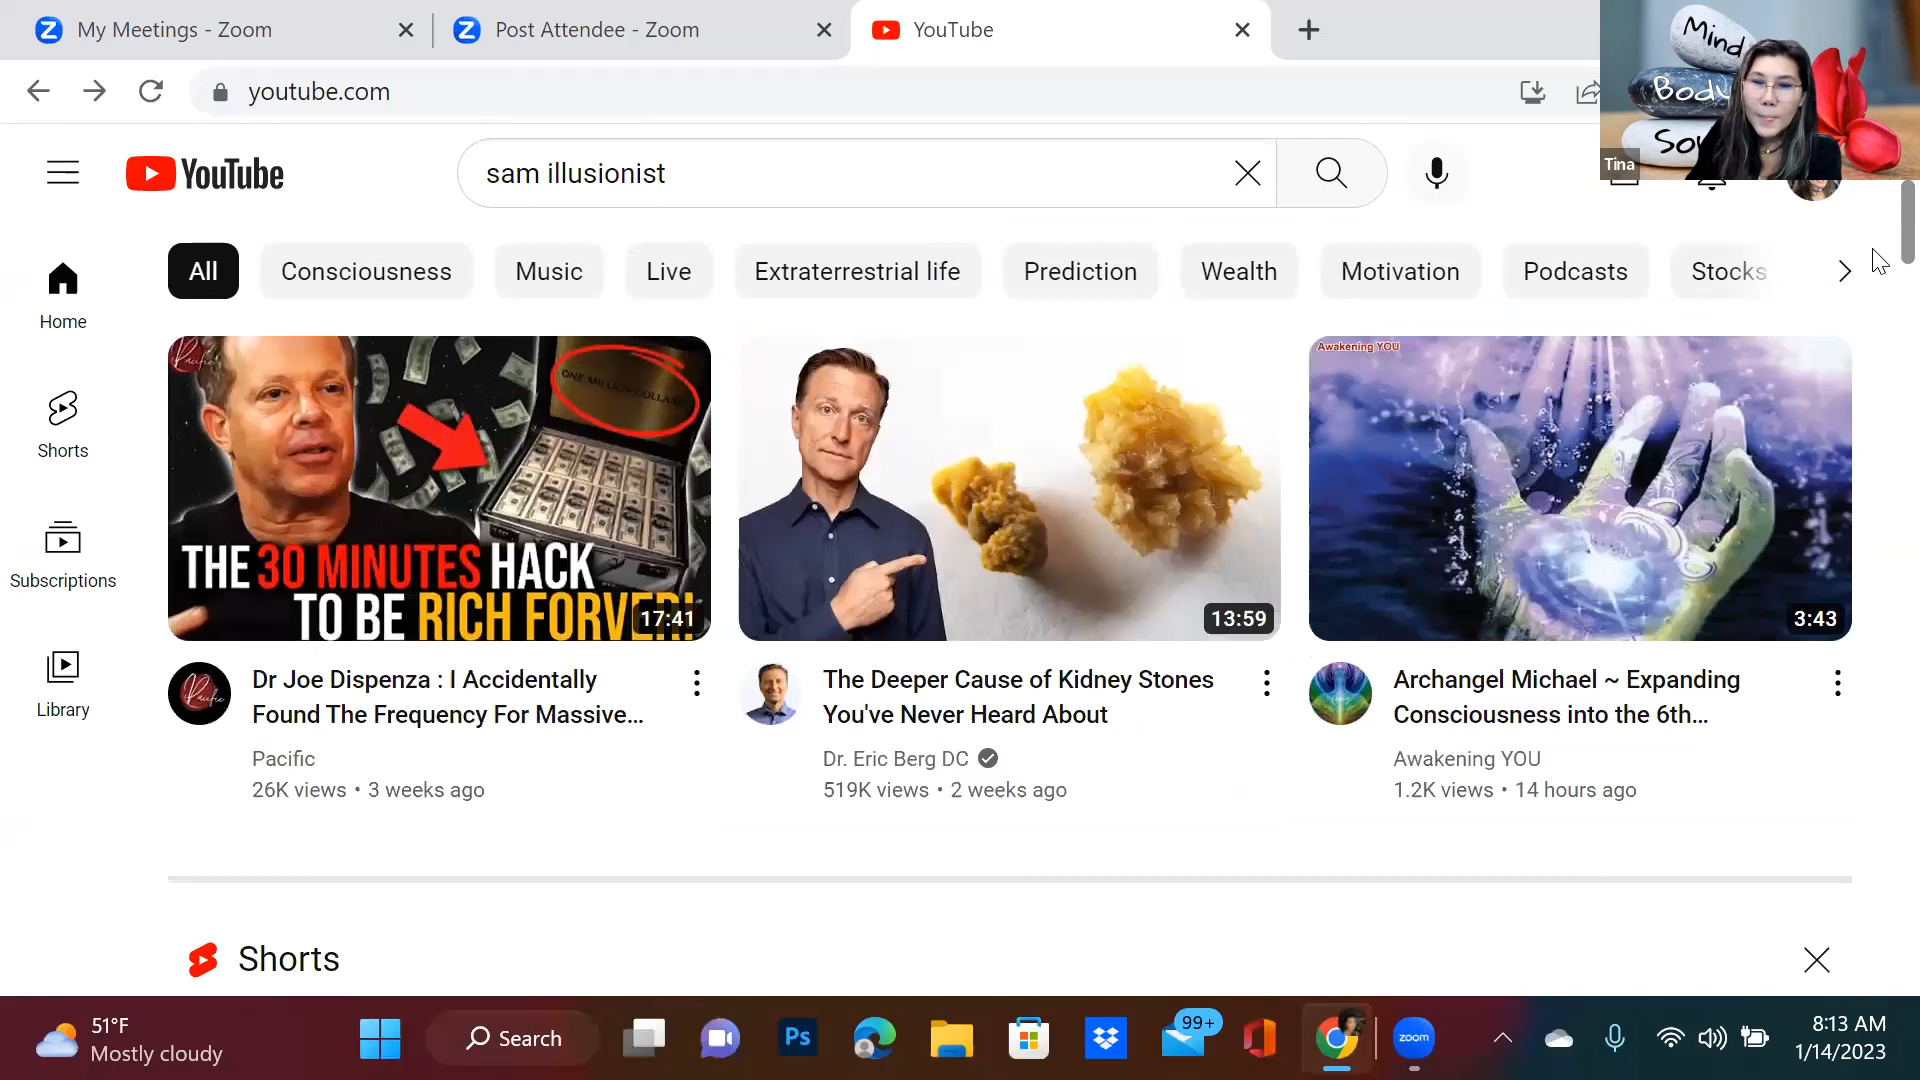 My Meetings - Zoom
Post Attendee - Zoom
YouTube
youtube.com
Mind
Body
Tina
YouTube
sam illusionist
All
Consciousness
Music
Live
Extraterrestrial life
Prediction
Wealth
Motivation
Podcasts
Stocks
Home
Shorts
Subscriptions
Library
Pacific
THE 30 MINUTES HACK
TO BE RICH FORVER!
17:41
13:59
Awakening YOU
3:43
Dr Joe Dispenza : I Accidentally
Found The Frequency For Massive...
Pacific
26K views • 3 weeks ago
The Deeper Cause of Kidney Stones
You've Never Heard About
Dr. Eric Berg DC
519K views • 2 weeks ago
Archangel Michael ~ Expanding
Consciousness into the 6th...
Awakening YOU
1.2K views • 14 hours ago
Shorts
51°F
Mostly cloudy
Search
Ps
99+
zoom
8:13 AM
1/14/2023